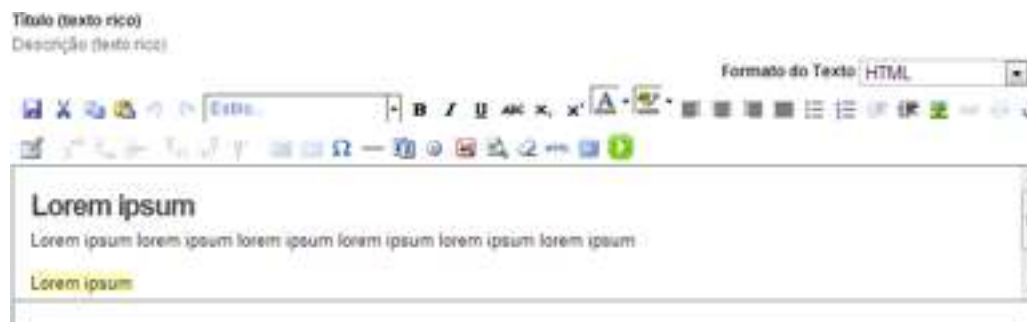 Título (texto rico)
Descrição (texto rico)
Formato do Texto HTML
Estilo...
B I U ABC x, x' A
Ω
Lorem ipsum
Lorem ipsum lorem ipsum lorem ipsum lorem ipsum lorem ipsum lorem ipsum
Lorem ipsum